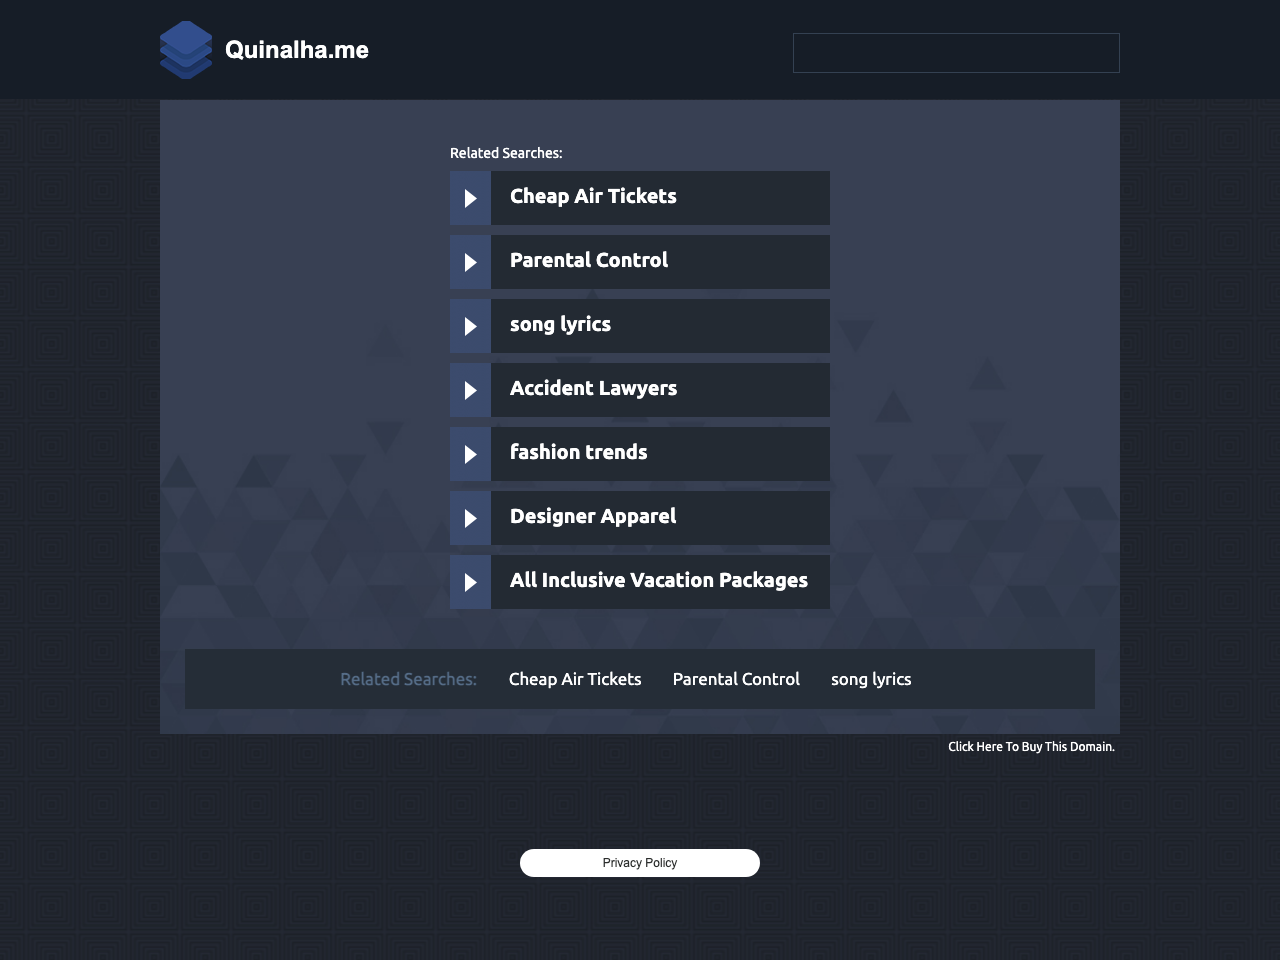 Quinalha.me
Related Searches:
Cheap Air Tickets
Parental Control
song lyrics
Accident Lawyers
fashion trends
Designer Apparel
All Inclusive Vacation Packages
Related Searches: Cheap Air Tickets Parental Control song lyrics
Click Here To Buy This Domain.
Privacy Policy